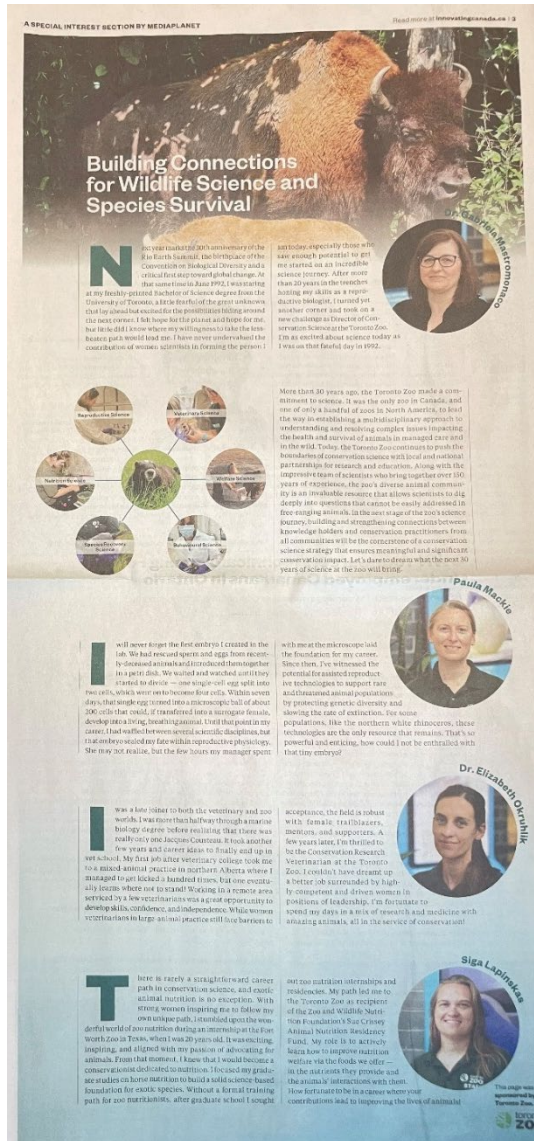 A SPECIAL INTEREST SECTION BY MEDIAPLANET
Read more at innovatingcanada.ca | 3
Building Connections
for Wildlife Science and
Species Survival
Dr. Gabriela Mastromonaco
Next year marks the 30th anniversary of the
Rio Earth Summit, the birthplace of the
Convention on Biological Diversity and a
critical first step toward global change. At
that same time in June 1992, I was staring
at my freshly-printed Bachelor of Science degree from the
University of Toronto, a little fearful of the great unknown
that lay ahead but excited for the possibilities hiding around
the next corner. I felt hope for the planet and hope for me,
but little did I know where my willingness to take the less-
beaten path would lead me. I have never undervalued the
contribution of women scientists in forming the person I
am today, especially those who
saw enough potential to get
me started on an incredible
science journey. After more
than 20 years in the trenches
honing my skills as a repro-
ductive biologist, I turned yet
another corner and took on a
new challenge as Director of Con-
servation Science at the Toronto Zoo.
I'm as excited about science today as
I was on that fateful day in 1992.
Reproductive Science
Veterinary Science
Nutrition Science
Welfare Science
Species Recovery
Science
Behavioural Science
More than 30 years ago, the Toronto Zoo made a com-
mitment to science. It was the only zoo in Canada, and
one of only a handful of zoos in North America, to lead
the way in establishing a multidisciplinary approach to
understanding and resolving complex issues impacting
the health and survival of animals in managed care and
in the wild. Today, the Toronto Zoo continues to push the
boundaries of conservation science with local and national
partnerships for research and education. Along with the
impressive team of scientists who bring together over 150
years of experience, the zoo's diverse animal commun-
ity is an invaluable resource that allows scientists to dig
deeply into questions that cannot be easily addressed in
free-ranging animals. In the next stage of the zoo's science
journey, building and strengthening connections between
knowledge holders and conservation practitioners from
all communities will be the cornerstone of a conservation
science strategy that ensures meaningful and significant
conservation impact. Let's dare to dream what the next 30
years of science at the zoo will bring.
Paula Mackie
I will never forget the first embryo I created in the
lab. We had rescued sperm and eggs from recent-
ly-deceased animals and introduced them together
in a petri dish. We waited and watched until they
started to divide — one single-cell egg split into
two cells, which went on to become four cells. Within seven
days, that single egg turned into a microscopic ball of about
200 cells that could, if transferred into a surrogate female,
develop into a living, breathing animal. Until that point in my
career, I had waffled between several scientific disciplines, but
that embryo sealed my fate within reproductive physiology.
She may not realize, but the few hours my manager spent
with me at the microscope laid
the foundation for my career.
Since then, I've witnessed the
potential for assisted reproduct-
ive technologies to support rare
and threatened animal populations
by protecting genetic diversity and
slowing the rate of extinction. For some
populations, like the northern white rhinoceros, these
technologies are the only resource that remains. That's so
powerful and enticing, how could I not be enthralled with
that tiny embryo?
Dr. Elizabeth Okruhlik
I was a late joiner to both the veterinary and zoo
worlds. I was more than halfway through a marine
biology degree before realizing that there was
really only one Jacques Cousteau. It took another
few years and career ideas to finally end up in
vet school. My first job after veterinary college took me
to a mixed-animal practice in northern Alberta where I
managed to get kicked a hundred times, but one eventu-
ally learns where not to stand! Working in a remote area
serviced by a few veterinarians was a great opportunity to
develop skills, confidence, and independence. While women
veterinarians in large-animal practice still face barriers to
acceptance, the field is robust
with female trailblazers,
mentors, and supporters. A
few years later, I'm thrilled to
be the Conservation Research
Veterinarian at the Toronto
Zoo. I couldn't have dreamt up
a better job surrounded by high-
ly-competent and driven women in
positions of leadership. I'm fortunate to
spend my days in a mix of research and medicine with
amazing animals, all in the service of conservation!
Siga Lapinskas
There is rarely a straightforward career
path in conservation science, and exotic
animal nutrition is no exception. With
strong women inspiring me to follow my
own unique path, I stumbled upon the won-
derful world of zoo nutrition during an internship at the Fort
Worth Zoo in Texas, when I was 20 years old. It was exciting,
inspiring, and aligned with my passion of advocating for
animals. From that moment, I knew that I would become a
conservationist dedicated to nutrition. I focused my grad-
uate studies on horse nutrition to build a solid science-based
foundation for exotic species. Without a formal training
path for zoo nutritionists, after graduate school I sought
out zoo nutrition internships and
residencies. My path led me to
the Toronto Zoo as recipient
of the Zoo and Wildlife Nutri-
tion Foundation's Sue Crissey
Animal Nutrition Residency
Fund. My role is to actively
learn how to improve nutrition
welfare via the foods we offer —
in the nutrients they provide and
the animals' interactions with them.
How fortunate to be in a career where your
contributions lead to improving the lives of animals!
This page was
sponsored by
Toronto Zoo.